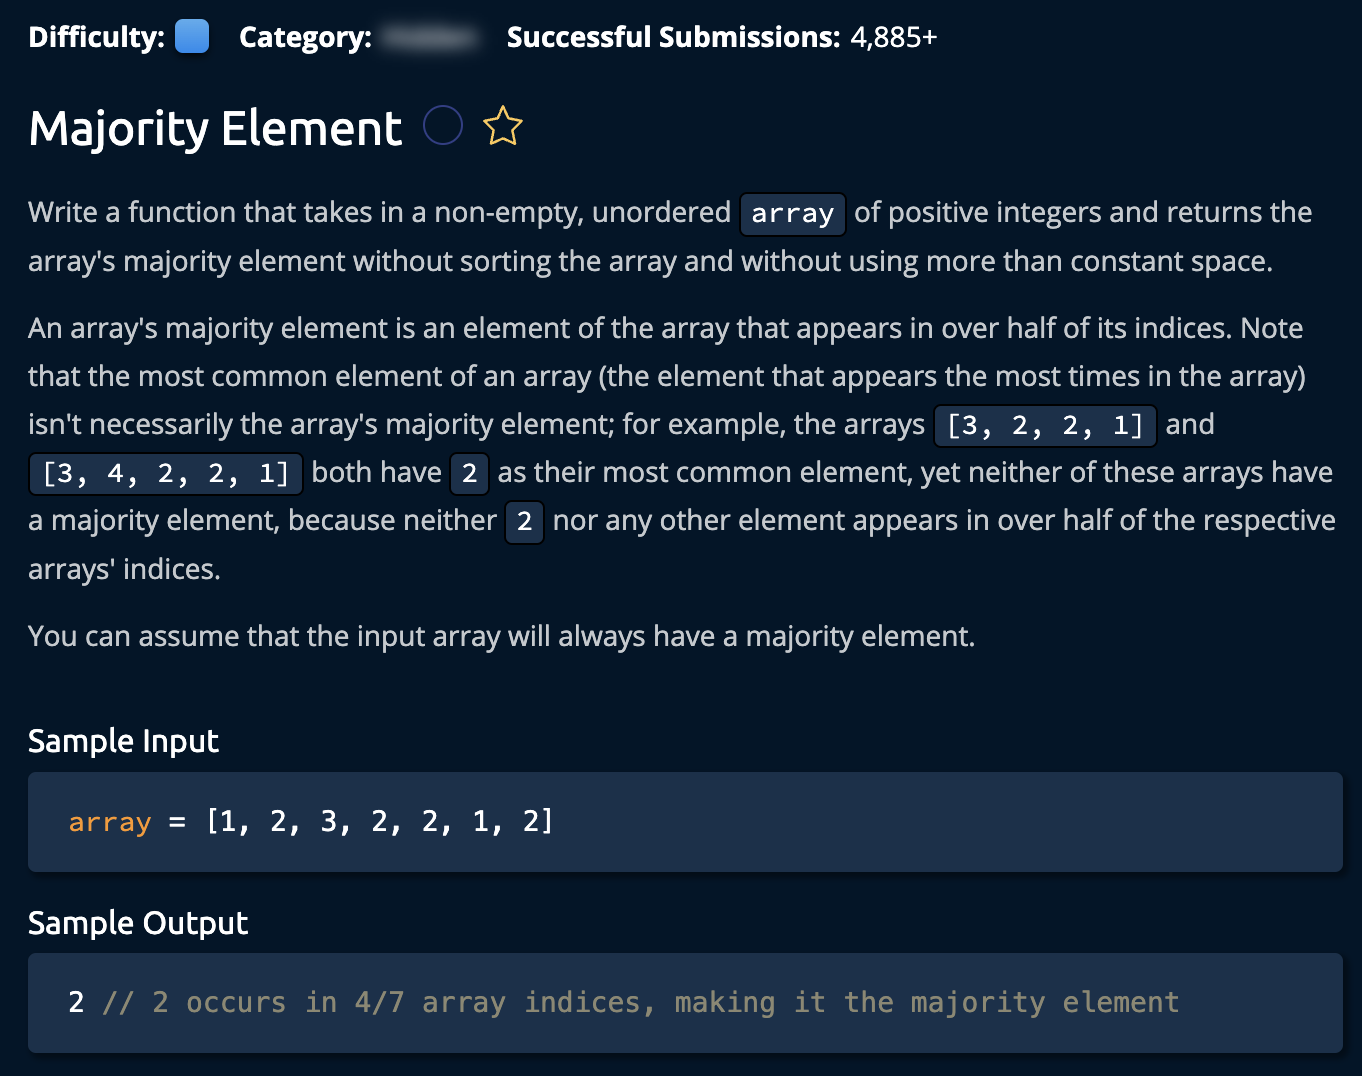 Difficulty: Category: Successful Submissions: 4,885+
Majority Element
Write a function that takes in a non-empty, unordered array of positive integers and returns the
array's majority element without sorting the array and without using more than constant space.
An array's majority element is an element of the array that appears in over half of its indices. Note
that the most common element of an array (the element that appears the most times in the array)
isn't necessarily the array's majority element; for example, the arrays [3, 2, 2, 1] and
[3, 4, 2, 2, 1] both have 2 as their most common element, yet neither of these arrays have
a majority element, because neither 2 nor any other element appears in over half of the respective
arrays' indices.
You can assume that the input array will always have a majority element.
Sample Input
array = [1, 2, 3, 2, 2, 1, 2]
Sample Output
2 // 2 occurs in 4/7 array indices, making it the majority element